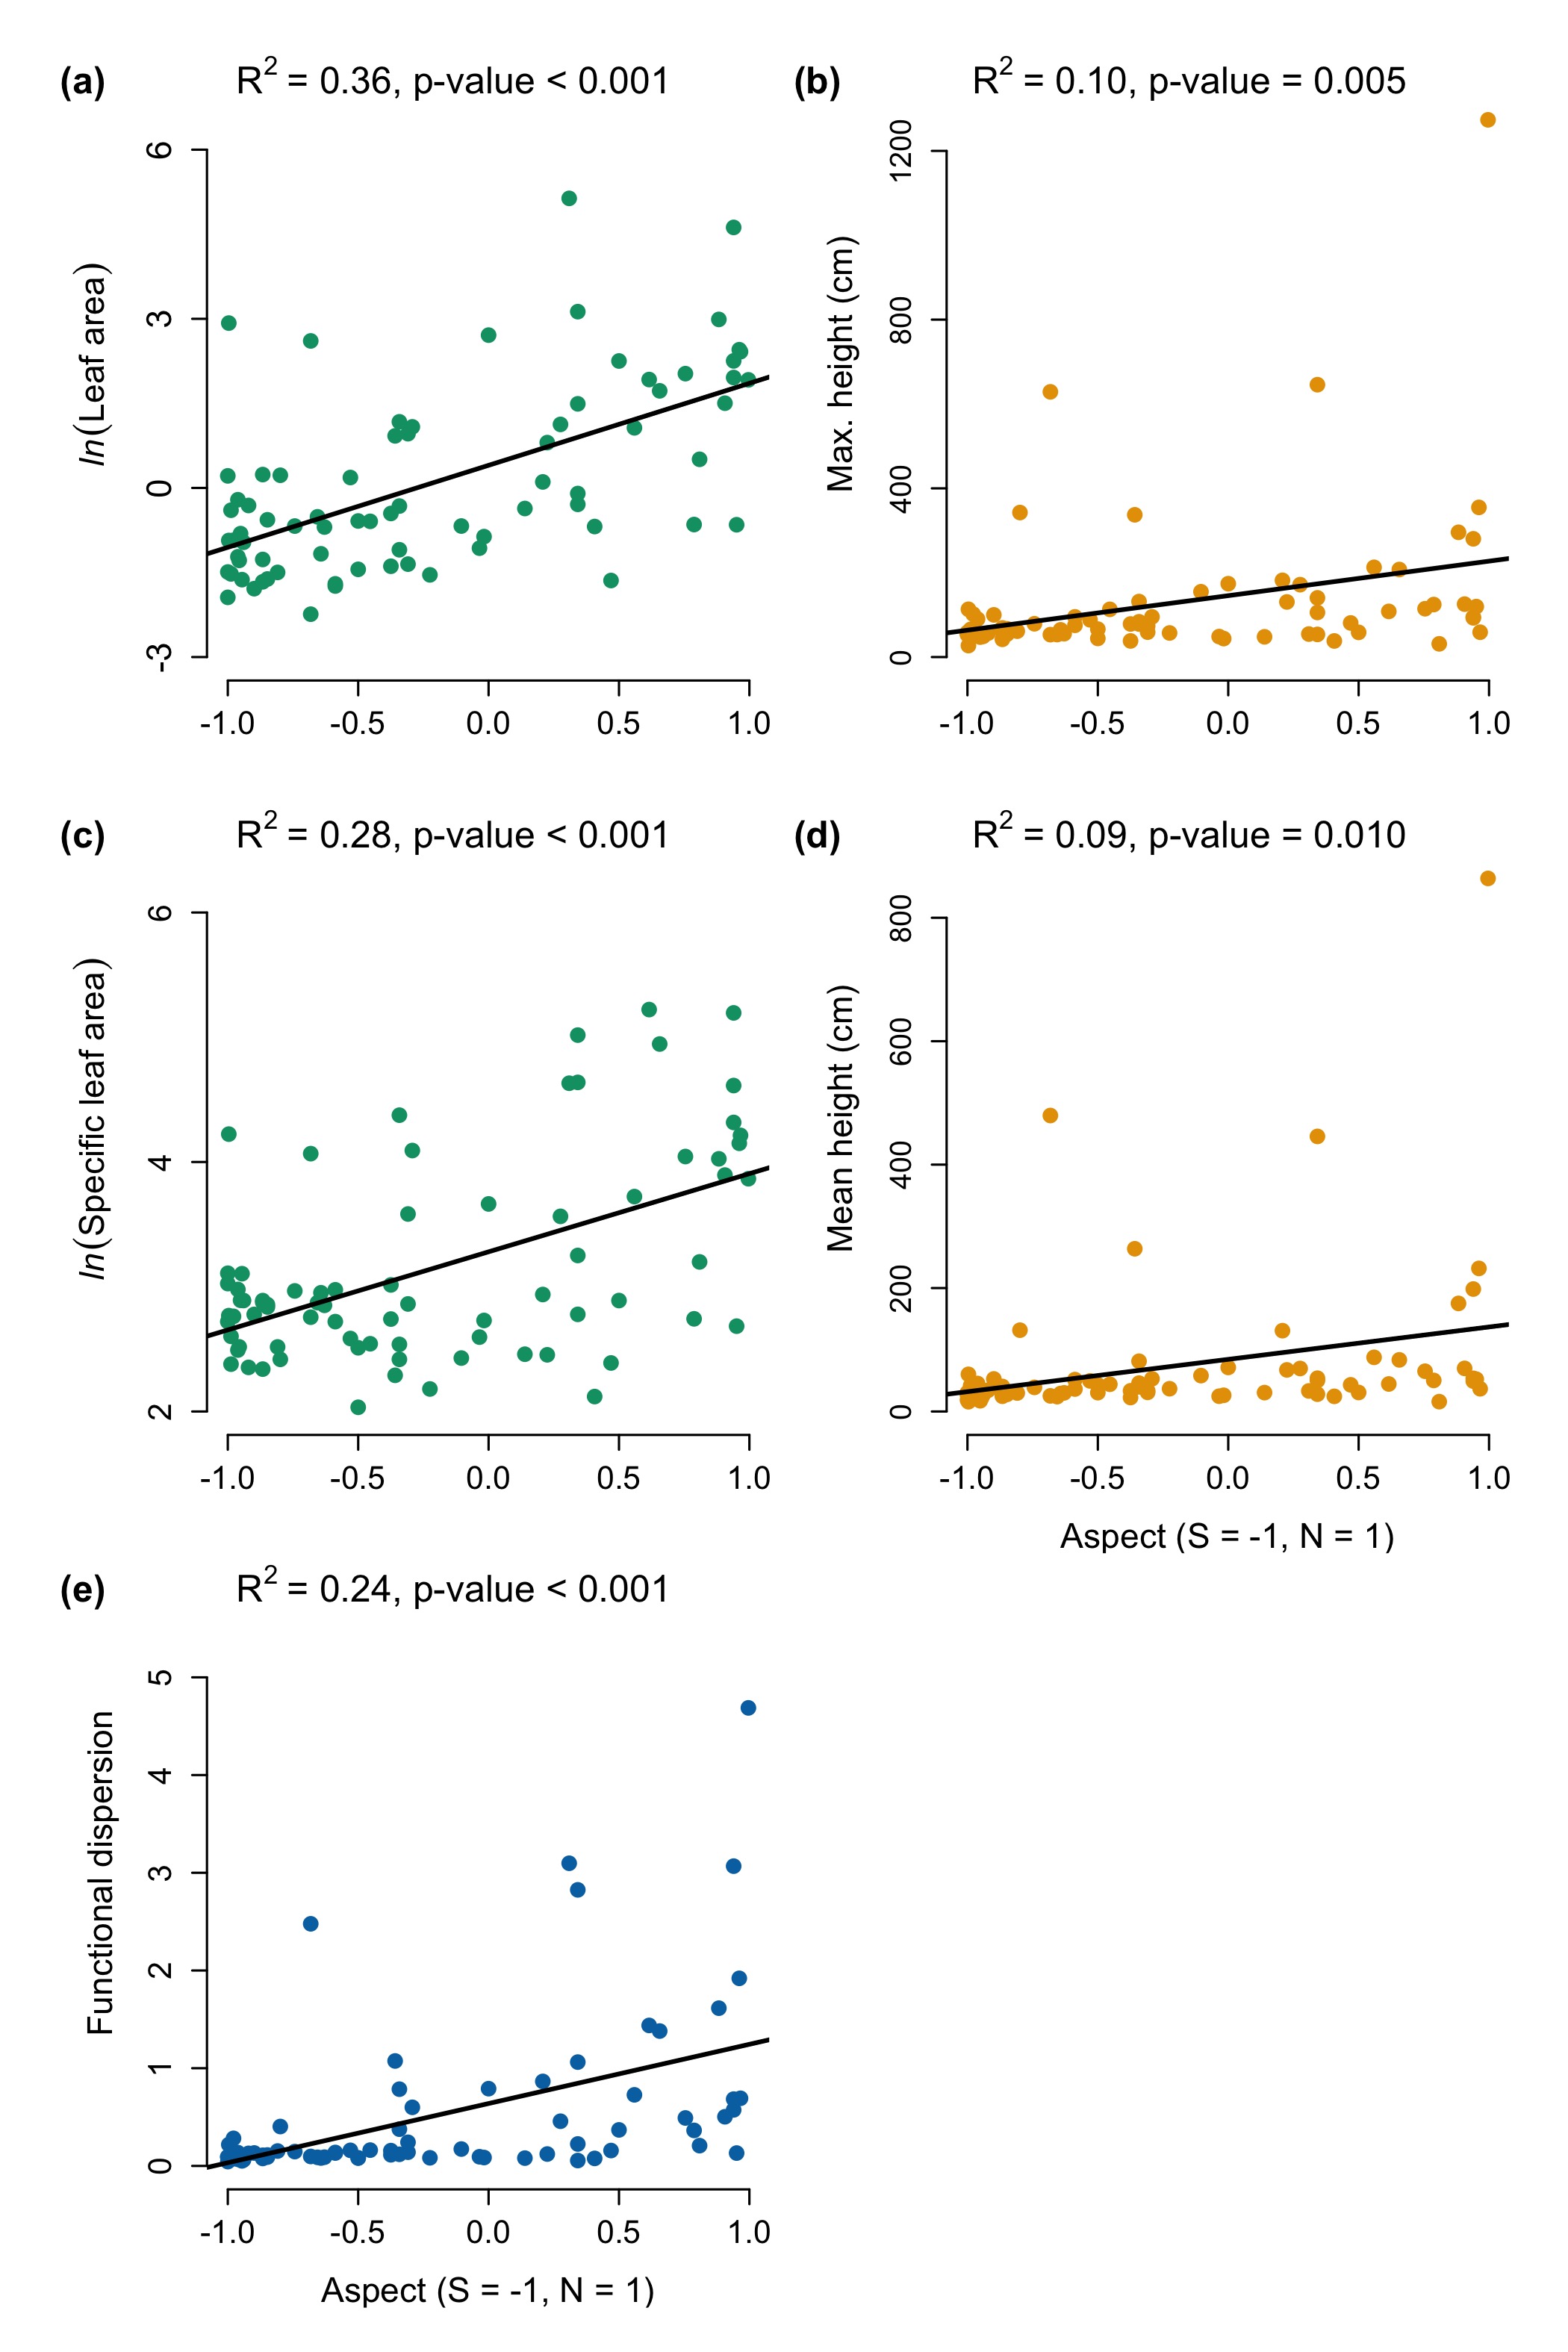 (a) R² = 0.36, p-value < 0.001
ln(Leaf area)
6
3
0
-3
-1.0 -0.5 0.0 0.5 1.0
(b) R² = 0.10, p-value = 0.005
Max. height (cm)
1200
800
400
0
-1.0 -0.5 0.0 0.5 1.0
(c) R² = 0.28, p-value < 0.001
ln(Specific leaf area)
6
4
2
-1.0 -0.5 0.0 0.5 1.0
(d) R² = 0.09, p-value = 0.010
Mean height (cm)
800
600
400
200
0
-1.0 -0.5 0.0 0.5 1.0
Aspect (S = -1, N = 1)
(e) R² = 0.24, p-value < 0.001
Functional dispersion
5
4
3
2
1
0
-1.0 -0.5 0.0 0.5 1.0
Aspect (S = -1, N = 1)